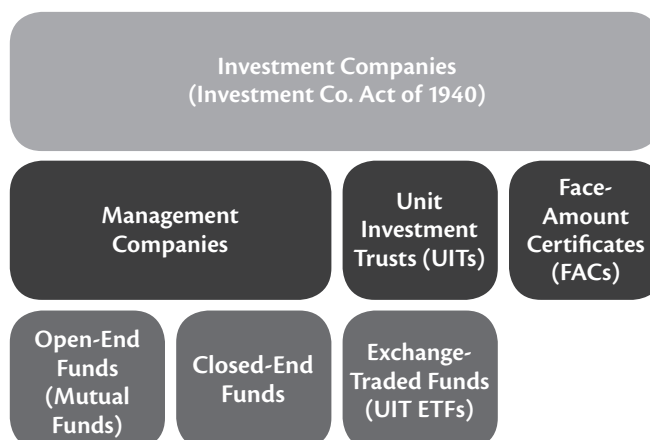 Investment Companies
(Investment Co. Act of 1940)
Management
Companies
Unit
Investment
Trusts (UITs)
Face-
Amount
Certificates
(FACs)
Open-End
Funds
(Mutual
Funds)
Closed-End
Funds
Exchange-
Traded Funds
(UIT ETFs)